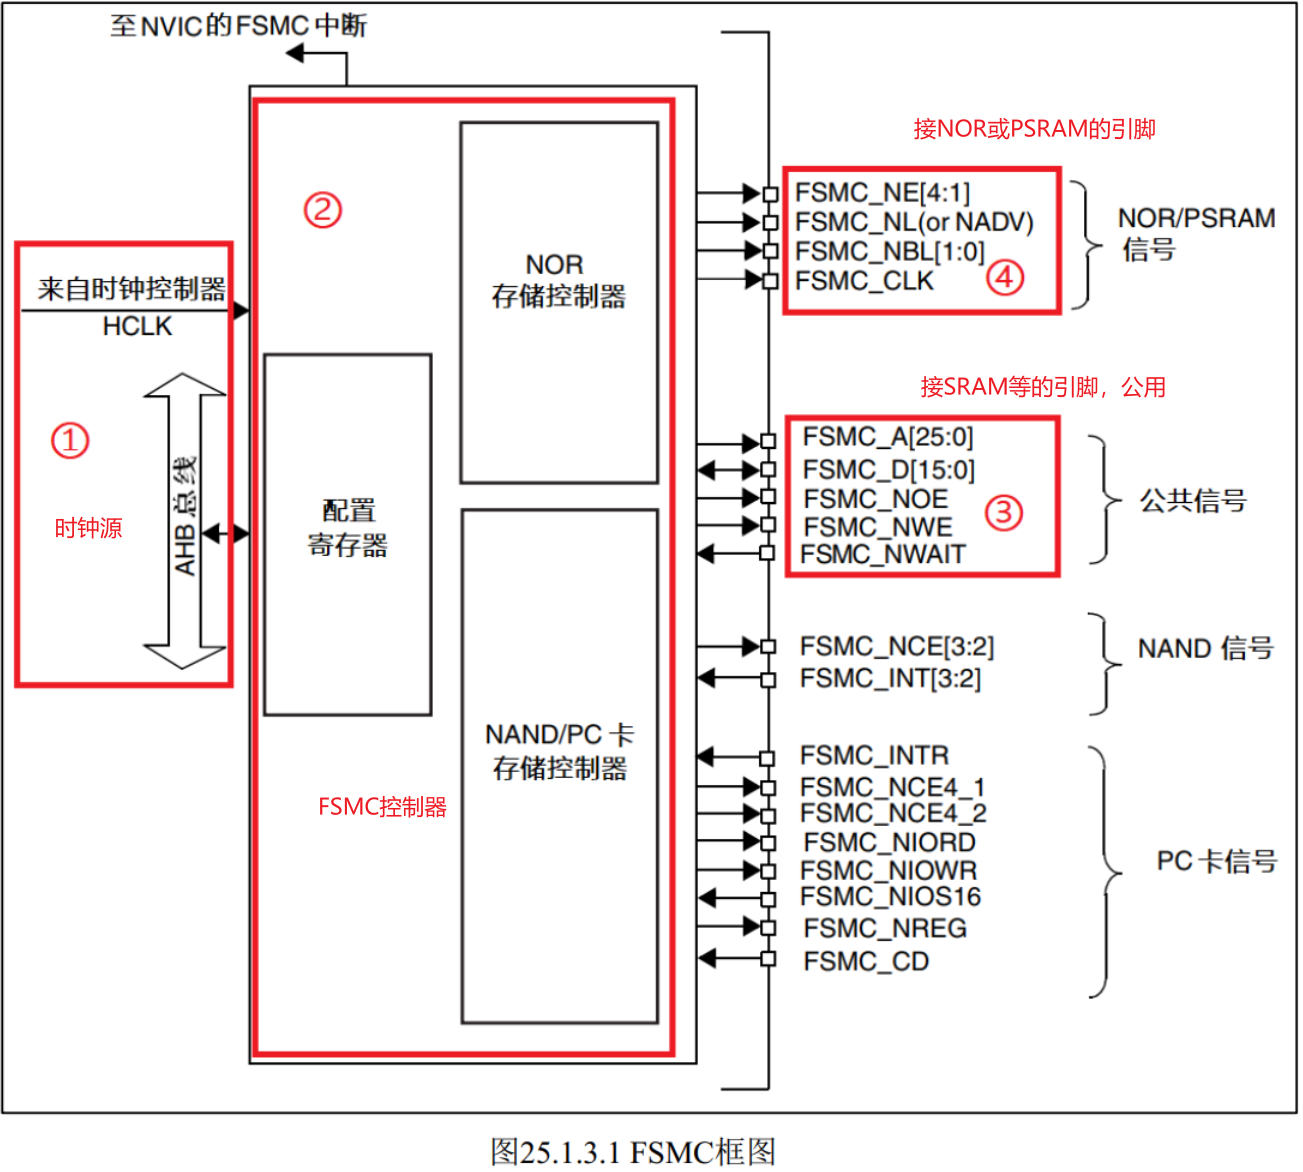 至NVIC的FSMC中断
来自时钟控制器
HCLK
①
时钟源
AHB总线
②
配置
寄存器
FSMC控制器
NOR
存储控制器
NAND/PC 卡
存储控制器
接NOR或PSRAM的引脚
FSMC_NE[4:1]
FSMC_NL(or NADV)
FSMC_NBL[1:0]
FSMC_CLK
④
NOR/PSRAM
信号
接SRAM等的引脚，公用
FSMC_A[25:0]
FSMC_D[15:0]
FSMC_NOE
FSMC_NWE
FSMC_NWAIT
③
公共信号
FSMC_NCE[3:2]
FSMC_INT[3:2]
NAND 信号
FSMC_INTR
FSMC_NCE4_1
FSMC_NCE4_2
FSMC_NIORD
FSMC_NIOWR
FSMC_NIOS16
FSMC_NREG
FSMC_CD
PC 卡信号
图25.1.3.1 FSMC框图